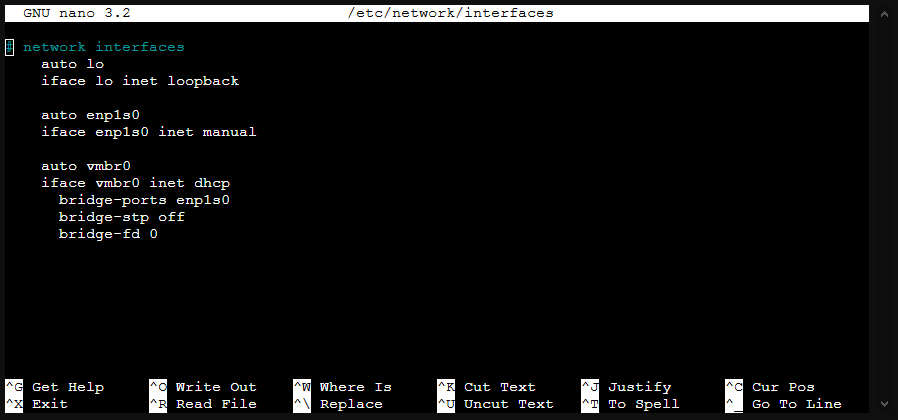 GNU nano 3.2 /etc/network/interfaces
# network interfaces
auto lo
iface lo inet loopback
auto enp1s0
iface enp1s0 inet manual
auto vmbr0
iface vmbr0 inet dhcp
bridge-ports enp1s0
bridge-stp off
bridge-fd 0
^G Get Help ^O Write Out ^W Where Is ^K Cut Text ^J Justify ^C Cur Pos
^X Exit ^R Read File ^\ Replace ^U Uncut Text ^T To Spell ^_ Go To Line